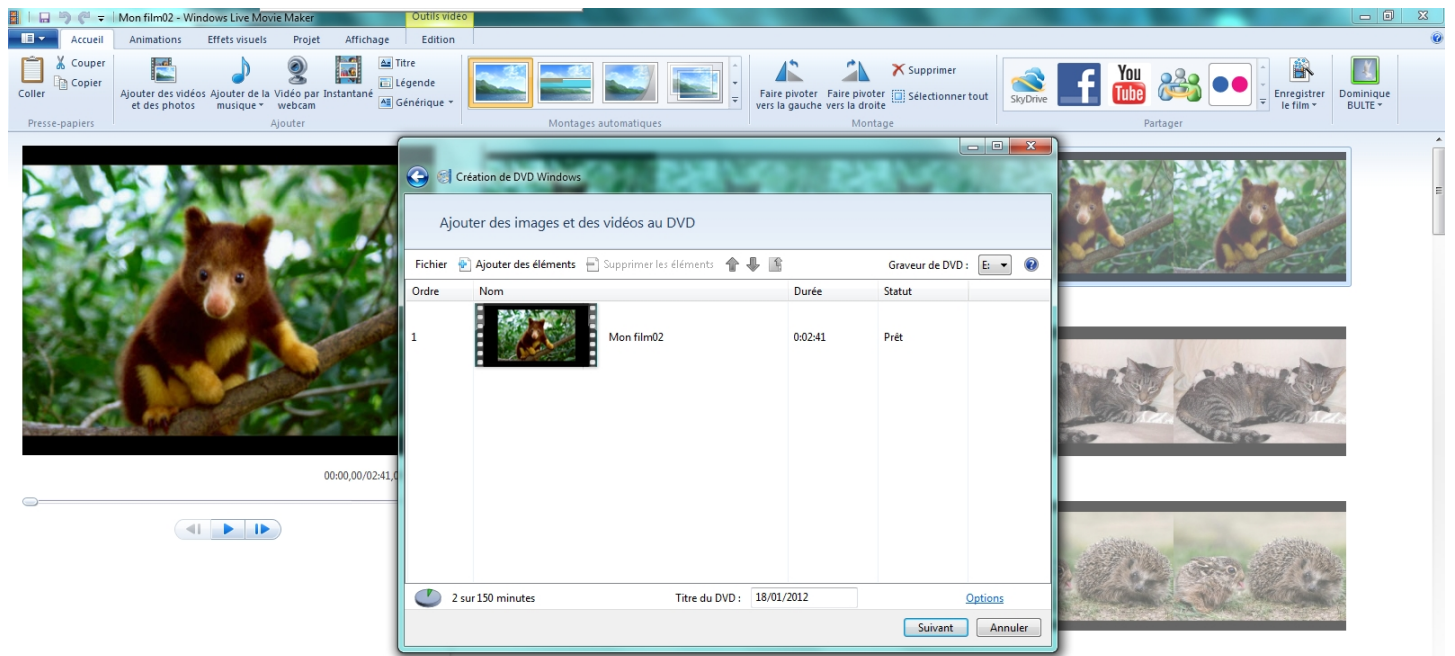 Mon film02 - Windows Live Movie Maker
Outils vidéo
Accueil Animations Effets visuels Projet Affichage Edition
Coller
Couper
Copier
Presse-papiers
Ajouter des vidéos et des photos
Ajouter de la musique
Vidéo par webcam
Instantané
Titre
Légende
Générique
Ajouter
Montages automatiques
Faire pivoter vers la gauche
Faire pivoter vers la droite
Supprimer
Sélectionner tout
Montage
SkyDrive
f
You Tube
Partager
Enregistrer le film
Dominique BULTE
Création de DVD Windows
Ajouter des images et des vidéos au DVD
Fichier Ajouter des éléments Supprimer les éléments Graveur de DVD : E:
Ordre Nom Durée Statut
1 Mon film02 0:02:41 Prêt
00:00,00/02:41,0
2 sur 150 minutes Titre du DVD : 18/01/2012 Options
Suivant Annuler